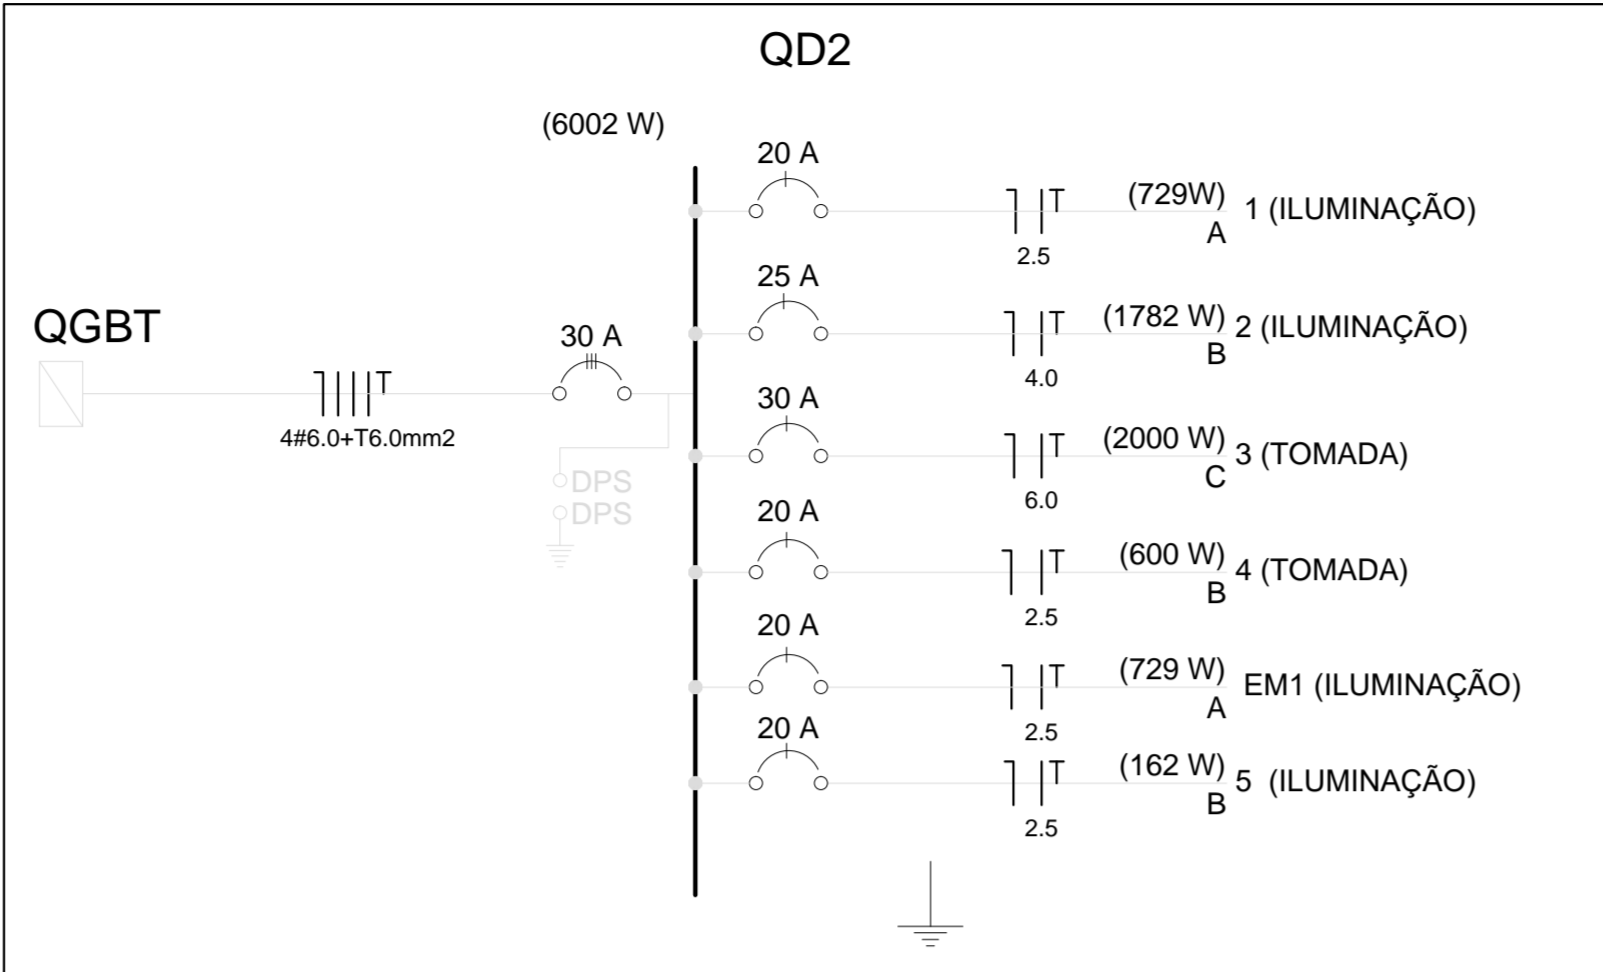 QD2
(6002 W)
QGBT
T
4#6.0+T6.0mm2
30 A
DPS
DPS
20 A
T
2.5
(729W)
A
1 (ILUMINAÇÃO)
25 A
T
4.0
(1782 W)
B
2 (ILUMINAÇÃO)
30 A
T
6.0
(2000 W)
C
3 (TOMADA)
20 A
T
2.5
(600 W)
B
4 (TOMADA)
20 A
T
2.5
(729 W)
A
EM1 (ILUMINAÇÃO)
20 A
T
2.5
(162 W)
B
5 (ILUMINAÇÃO)